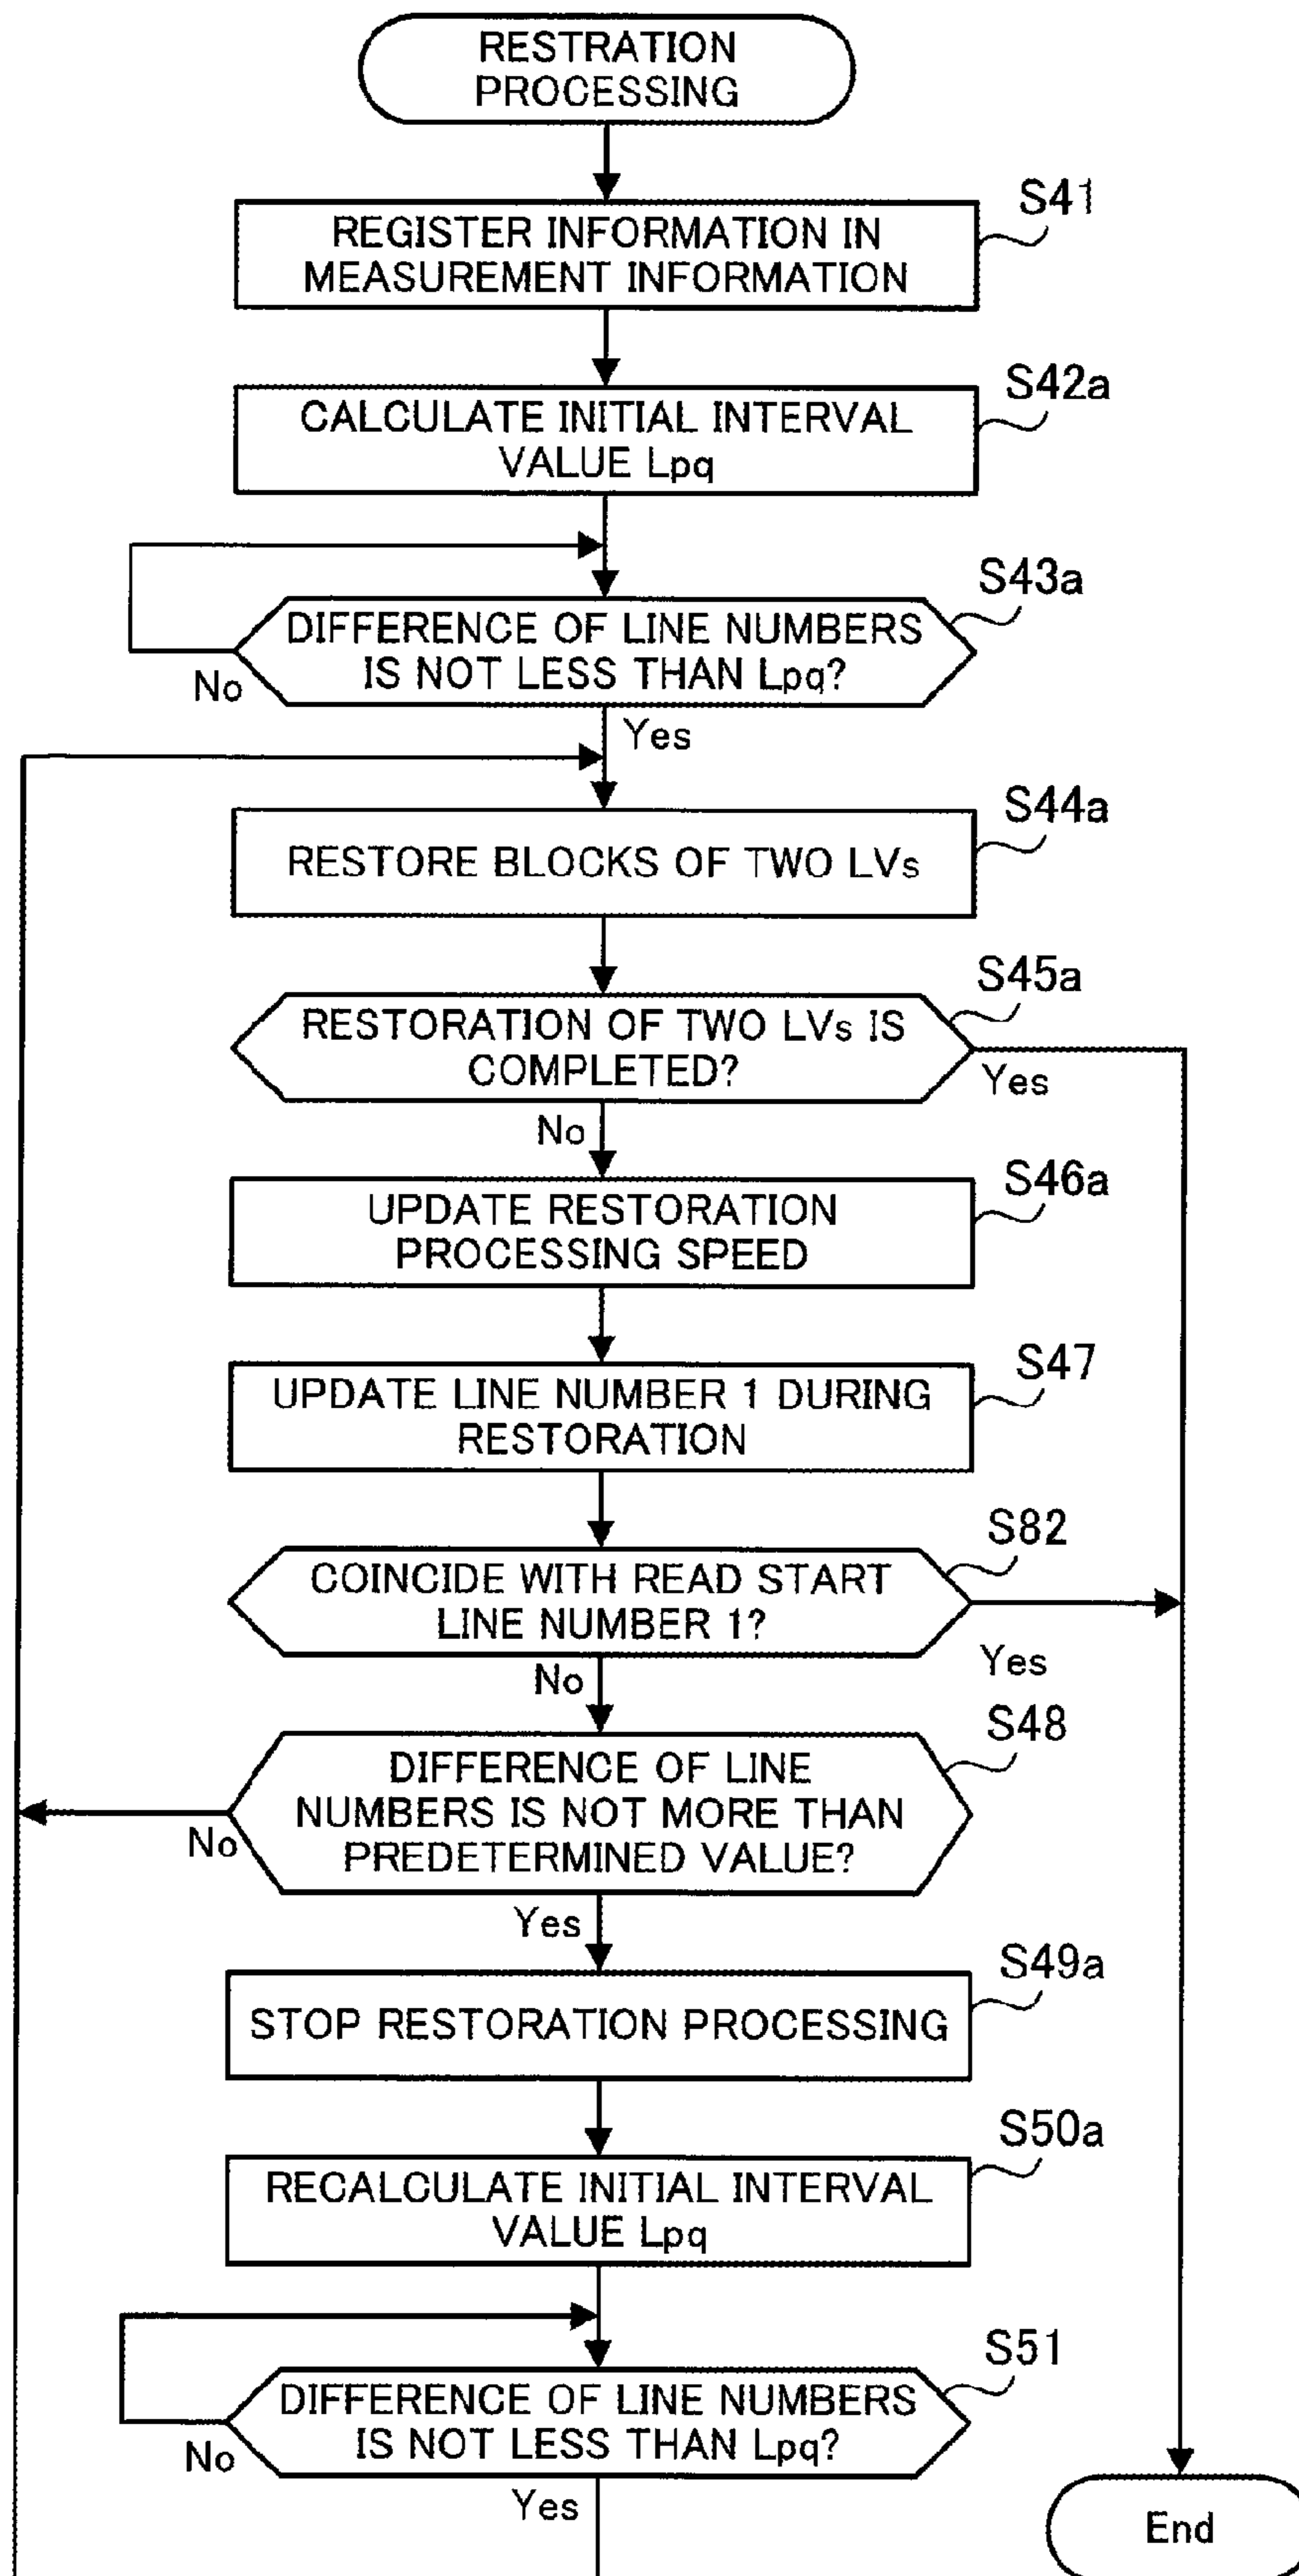 RESTRATION
PROCESSING
S41
REGISTER INFORMATION IN
MEASUREMENT INFORMATION
S42a
CALCULATE INITIAL INTERVAL
VALUE Lpq
S43a
DIFFERENCE OF LINE NUMBERS
IS NOT LESS THAN Lpq?
No
Yes
S44a
RESTORE BLOCKS OF TWO LVs
S45a
RESTORATION OF TWO LVs IS
COMPLETED?
Yes
No
S46a
UPDATE RESTORATION
PROCESSING SPEED
S47
UPDATE LINE NUMBER 1 DURING
RESTORATION
S82
COINCIDE WITH READ START
LINE NUMBER 1?
Yes
No
S48
DIFFERENCE OF LINE
NUMBERS IS NOT MORE THAN
PREDETERMINED VALUE?
No
Yes
S49a
STOP RESTORATION PROCESSING
S50a
RECALCULATE INITIAL INTERVAL
VALUE Lpq
S51
DIFFERENCE OF LINE NUMBERS
IS NOT LESS THAN Lpq?
No
Yes
End